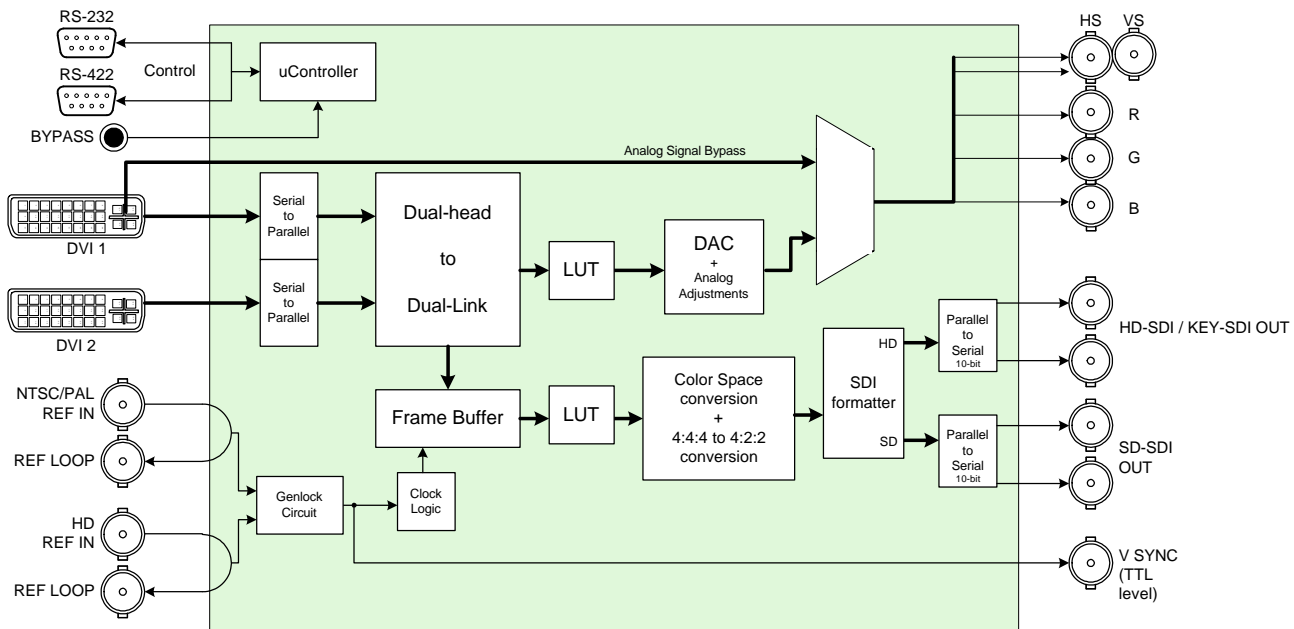 RS-232
RS-422
Control
BYPASS
uController
HS
VS
R
G
B
Analog Signal Bypass
DVI 1
DVI 2
Serial
to
Parallel
Serial
to
Parallel
Dual-head
to
Dual-Link
LUT
DAC
+
Analog
Adjustments
NTSC/PAL
REF IN
REF LOOP
HD
REF IN
REF LOOP
Frame Buffer
LUT
Color Space
conversion
+
4:4:4 to 4:2:2
conversion
HD
SDI
formatter
SD
Parallel
to
Serial
10-bit
Parallel
to
Serial
10-bit
HD-SDI / KEY-SDI OUT
SD-SDI
OUT
Genlock
Circuit
Clock
Logic
V SYNC
(TTL
level)